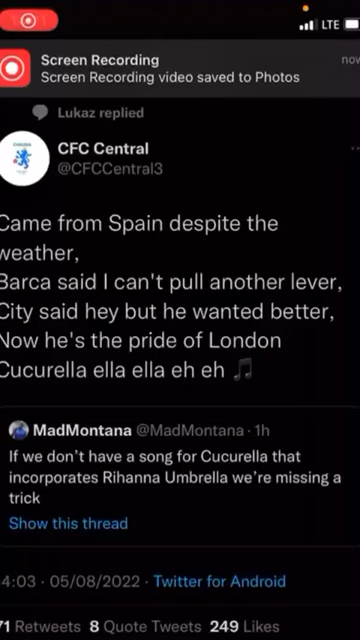 LTE
Screen Recording
now
Screen Recording video saved to Photos
Lukaz replied
CFC Central
@CFCCentral3
Came from Spain despite the
weather,
Barca said I can't pull another lever,
City said hey but he wanted better,
Now he's the pride of London
Cucurella ella ella eh eh 🎵
MadMontana @MadMontana · 1h
If we don't have a song for Cucurella that
incorporates Rihanna Umbrella we're missing a
trick
Show this thread
4:03 · 05/08/2022 · Twitter for Android
71 Retweets 8 Quote Tweets 249 Likes